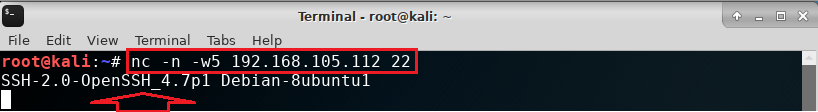 Terminal - root@kali: ~
File Edit View Terminal Tabs Help
root@kali:~# nc -n -w5 192.168.105.112 22
SSH-2.0-OpenSSH_4.7p1 Debian-8ubuntu1